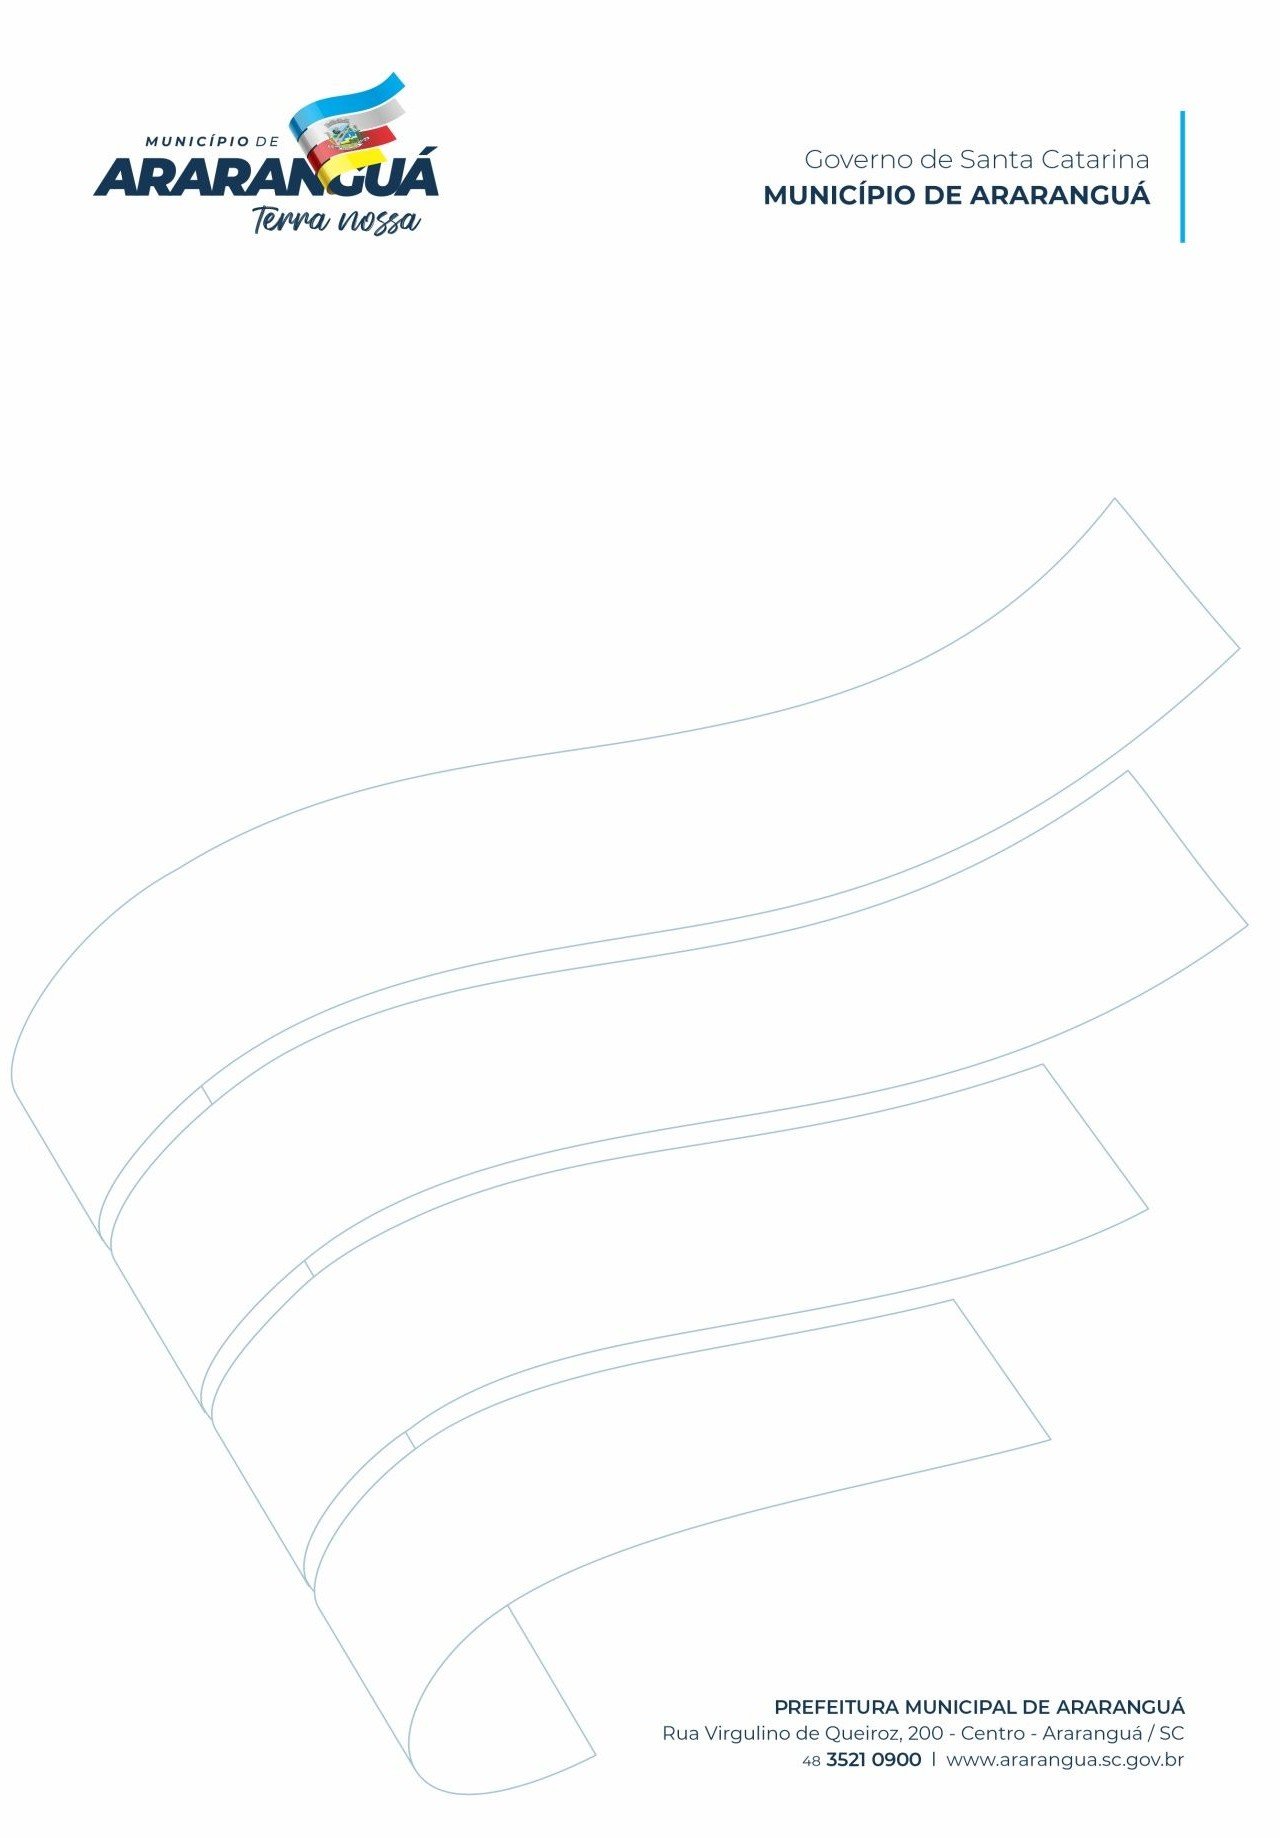 MUNICÍPIO DE
ARARANGUÁ
Terra nossa
Governo de Santa Catarina
MUNICÍPIO DE ARARANGUÁ
PREFEITURA MUNICIPAL DE ARARANGUÁ
Rua Virgulino de Queiroz, 200 - Centro - Araranguá / SC
48 3521 0900 | www.ararangua.sc.gov.br